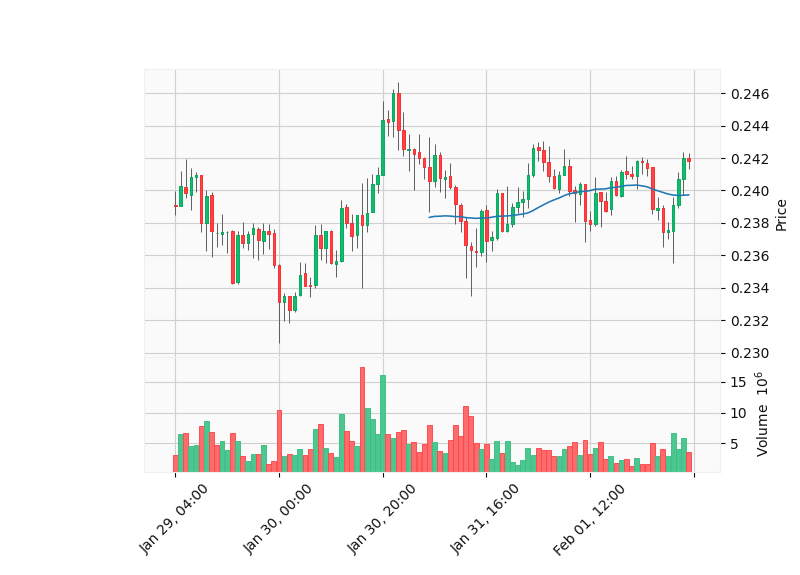 0.246
0.244
0.242
0.240
0.238
0.236
0.234
0.232
0.230
Price
15
10
5
Volume 10^6
Jan 29, 04:00
Jan 30, 00:00
Jan 30, 20:00
Jan 31, 16:00
Feb 01, 12:00